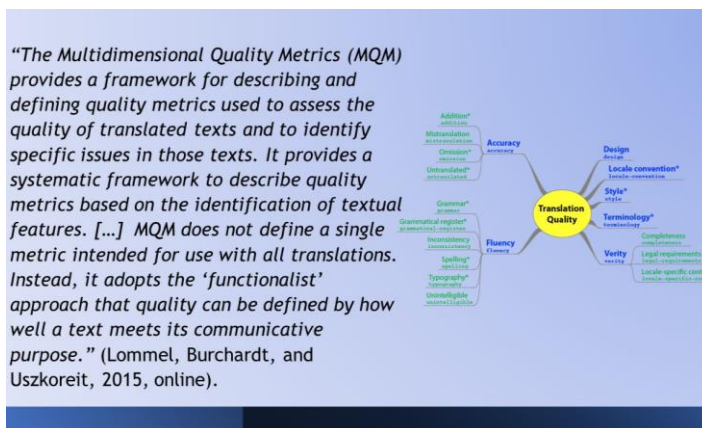 “The Multidimensional Quality Metrics (MQM)
provides a framework for describing and
defining quality metrics used to assess the
quality of translated texts and to identify
specific issues in those texts. It provides a
systematic framework to describe quality
metrics based on the identification of textual
features. […] MQM does not define a single
metric intended for use with all translations.
Instead, it adopts the ‘functionalist’
approach that quality can be defined by how
well a text meets its communicative
purpose.” (Lommel, Burchardt, and
Uszkoreit, 2015, online).
Translation
Quality
Accuracy
accuracy
Addition*
addition
Mistranslation
mistranslation
Omission*
omission
Untranslated*
untranslated
Fluency
fluency
Grammar*
grammar
Grammatical register*
grammatical-register
Inconsistency
inconsistency
Spelling*
spelling
Typography*
typography
Unintelligible
unintelligible
Design
design
Locale convention*
locale-convention
Style*
style
Terminology*
terminology
Verity
verity
Completeness
completeness
Legal requirements
legal-requirements
Locale-specific cont
locale-specific-co